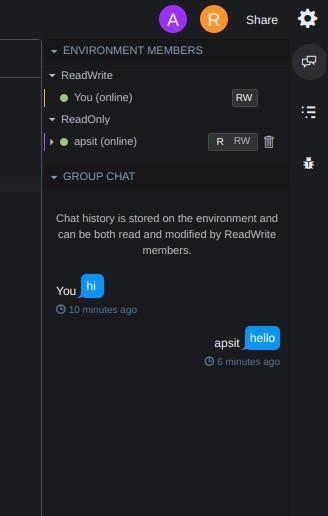 A R Share
ENVIRONMENT MEMBERS
ReadWrite
You (online) RW
ReadOnly
apsit (online) R RW
GROUP CHAT
Chat history is stored on the environment and
can be both read and modified by ReadWrite
members.
You hi
10 minutes ago
apsit hello
6 minutes ago